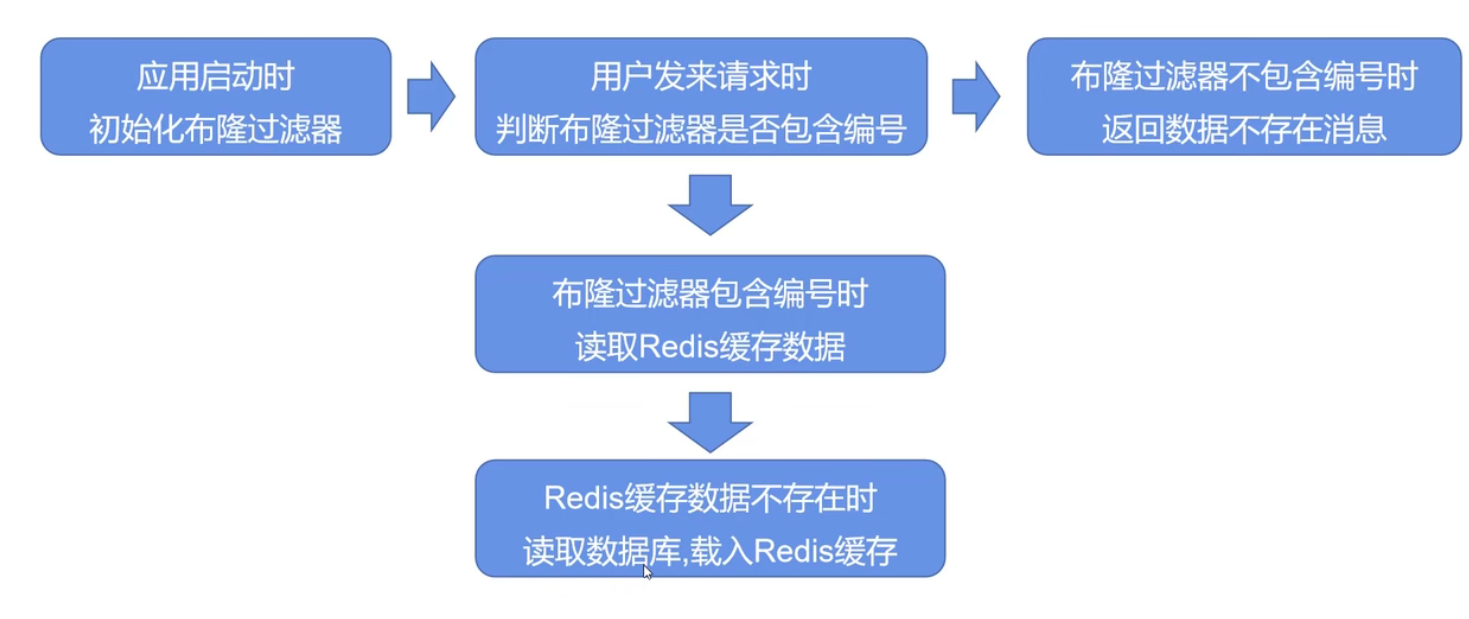 应用启动时
初始化布隆过滤器
用户发来请求时
判断布隆过滤器是否包含编号
布隆过滤器不包含编号时
返回数据不存在消息
布隆过滤器包含编号时
读取Redis缓存数据
Redis缓存数据不存在时
读取数据库,载入Redis缓存